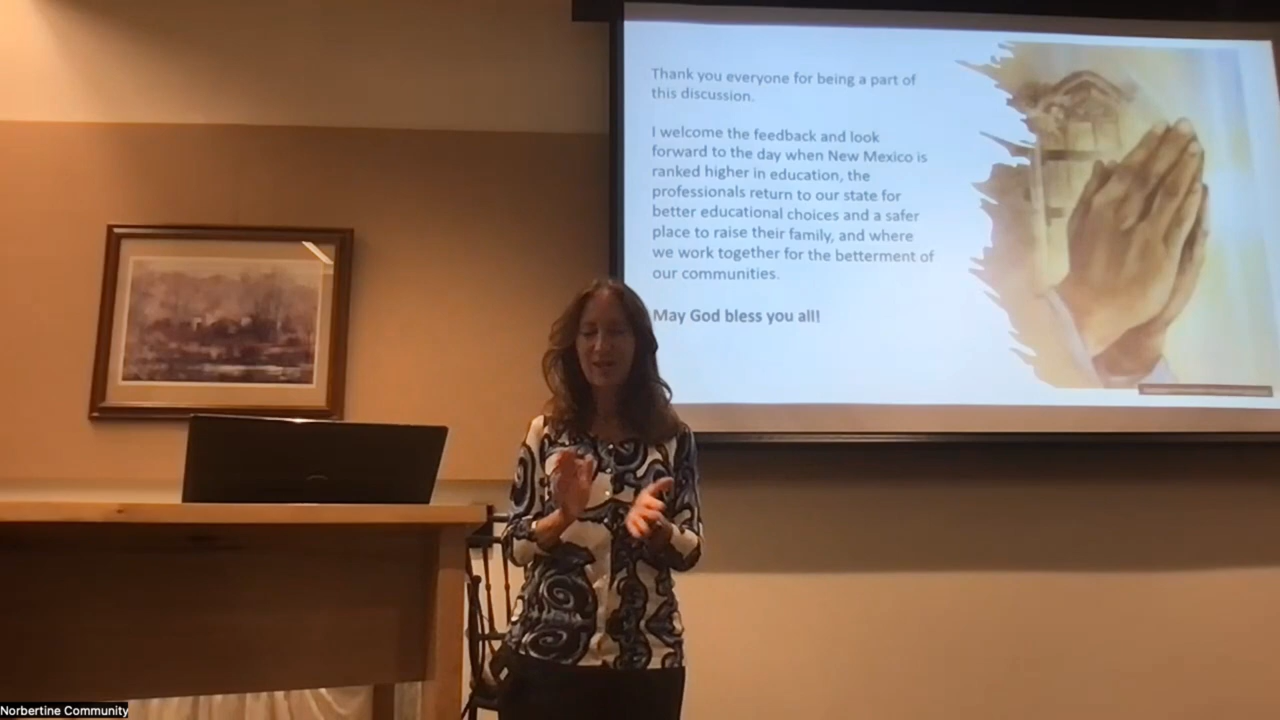 Thank you everyone for being a part of
this discussion.
I welcome the feedback and look
forward to the day when New Mexico is
ranked higher in education, the
professionals return to our state for
better educational choices and a safer
place to raise their family, and where
we work together for the betterment of
our communities.
May God bless you all!
Norbertine Community